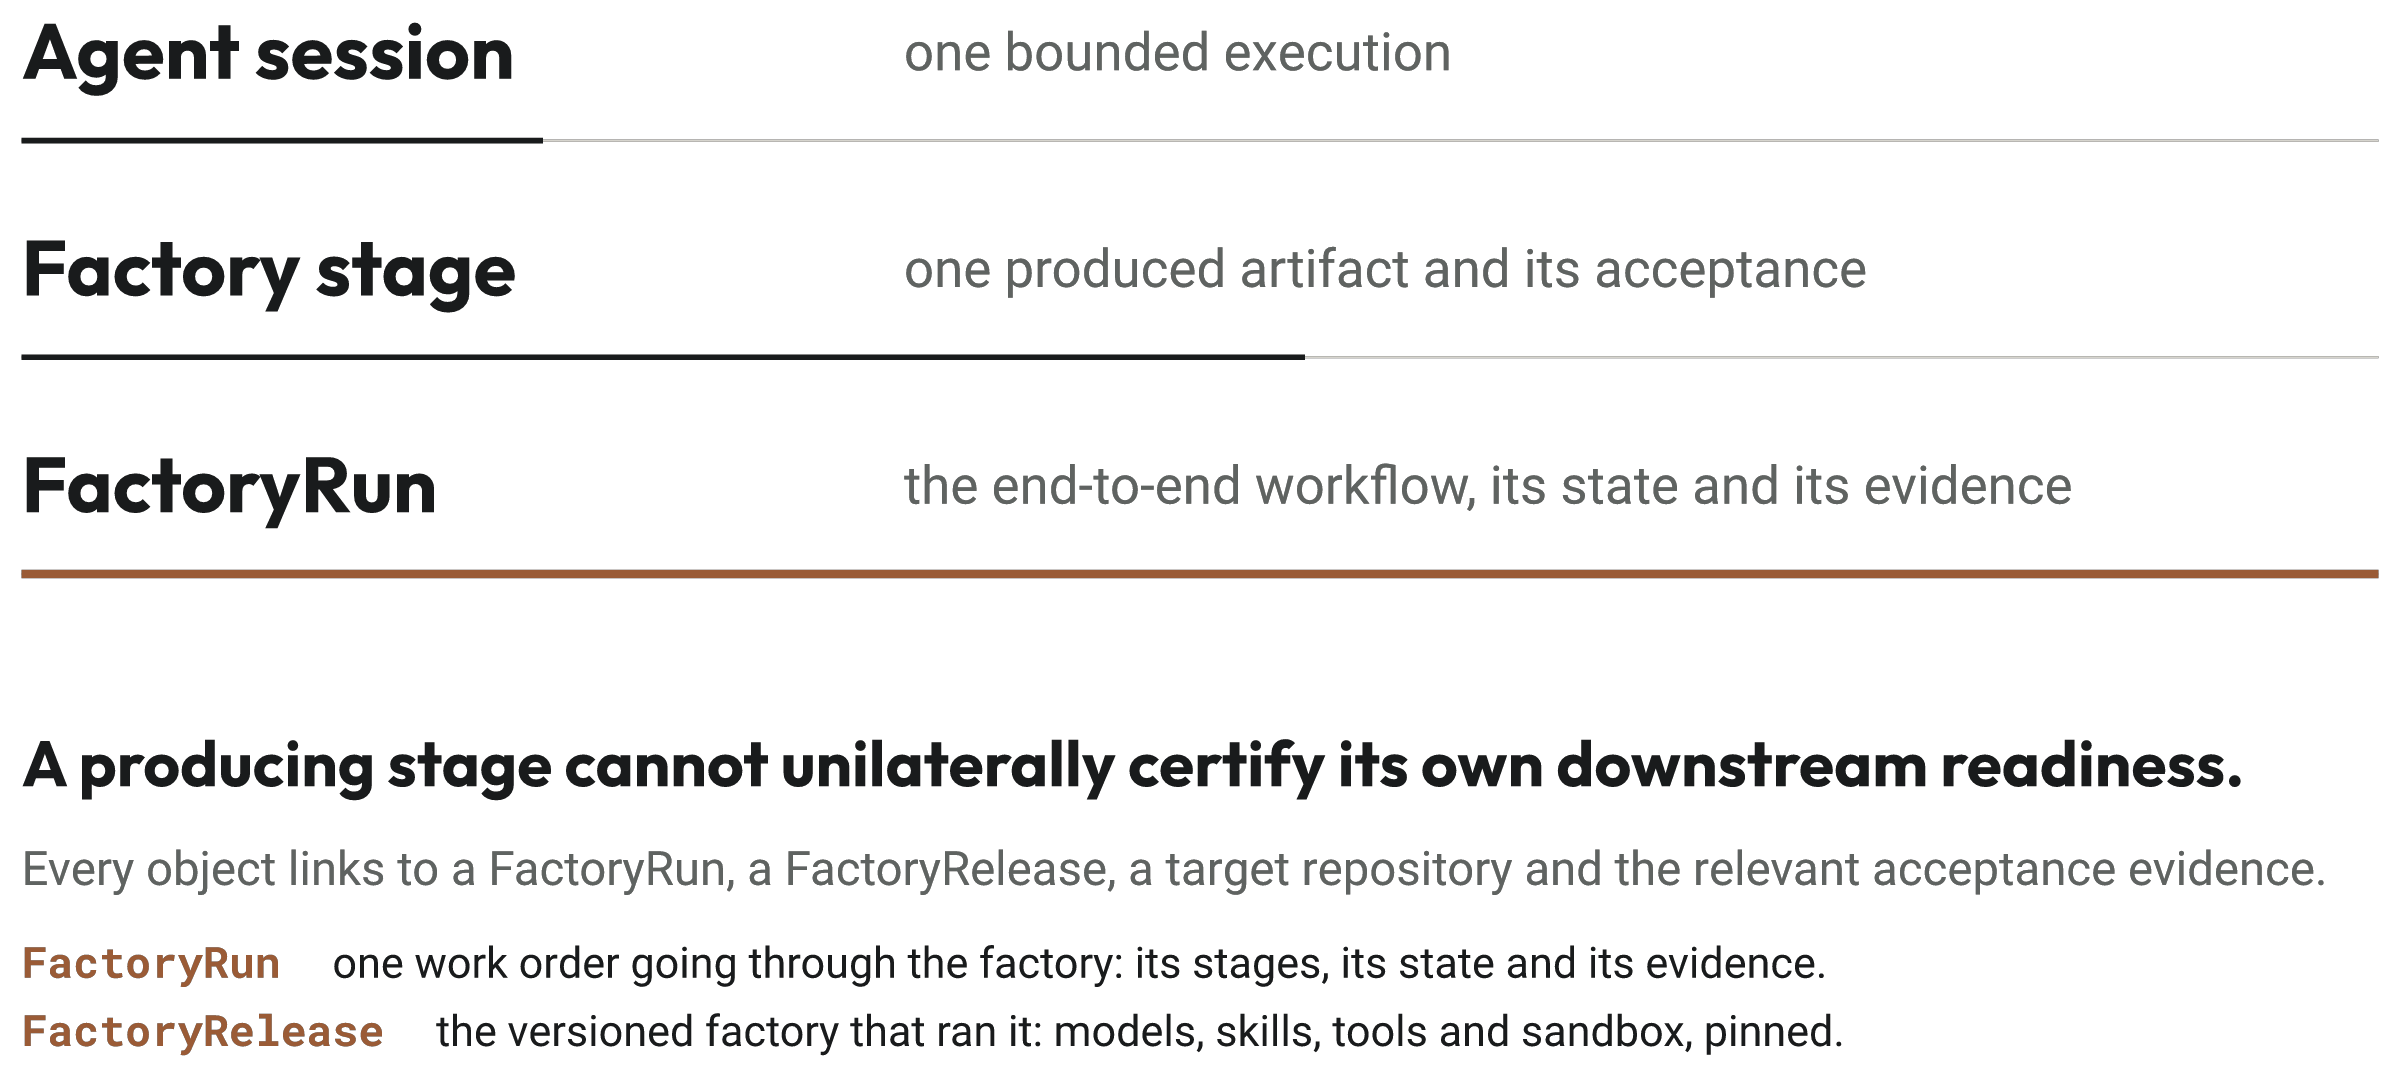 Agent session
one bounded execution
Factory stage
one produced artifact and its acceptance
FactoryRun
the end-to-end workflow, its state and its evidence
A producing stage cannot unilaterally certify its own downstream readiness.
Every object links to a FactoryRun, a FactoryRelease, a target repository and the relevant acceptance evidence.
FactoryRun one work order going through the factory: its stages, its state and its evidence.
FactoryRelease the versioned factory that ran it: models, skills, tools and sandbox, pinned.